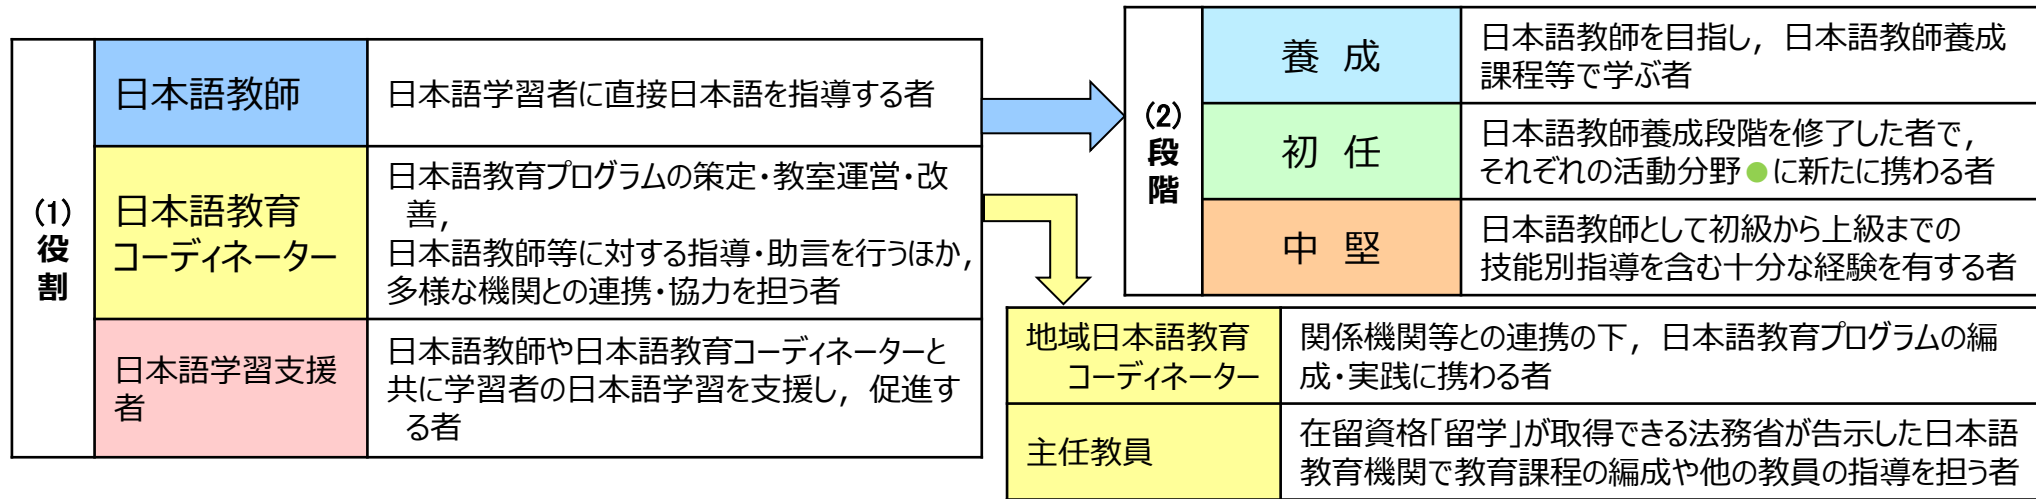 (1)
役
割
日本語教師
日本語学習者に直接日本語を指導する者
日本語教育
コーディネーター
日本語教育プログラムの策定・教室運営・改
善,
日本語教師等に対する指導・助言を行うほか,
多様な機関との連携・協力を担う者
日本語学習支援
者
日本語教師や日本語教育コーディネーターと
共に学習者の日本語学習を支援し, 促進す
る者
(2)
段
階
養 成
日本語教師を目指し, 日本語教師養成
課程等で学ぶ者
初 任
日本語教師養成段階を修了した者で,
それぞれの活動分野●に新たに携わる者
中 堅
日本語教師として初級から上級までの
技能別指導を含む十分な経験を有する者
地域日本語教育
コーディネーター
関係機関等との連携の下, 日本語教育プログラムの編
成・実践に携わる者
主任教員
在留資格「留学」が取得できる法務省が告示した日本語
教育機関で教育課程の編成や他の教員の指導を担う者